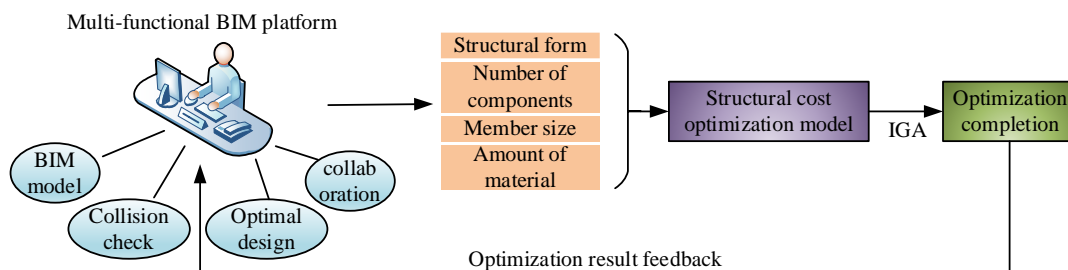 Multi-functional BIM platform
BIM
model
Collision
check
Optimal
design
collab
oration
Structural form
Number of
components
Member size
Amount of
material
Structural cost
optimization model
IGA
Optimization
completion
Optimization result feedback